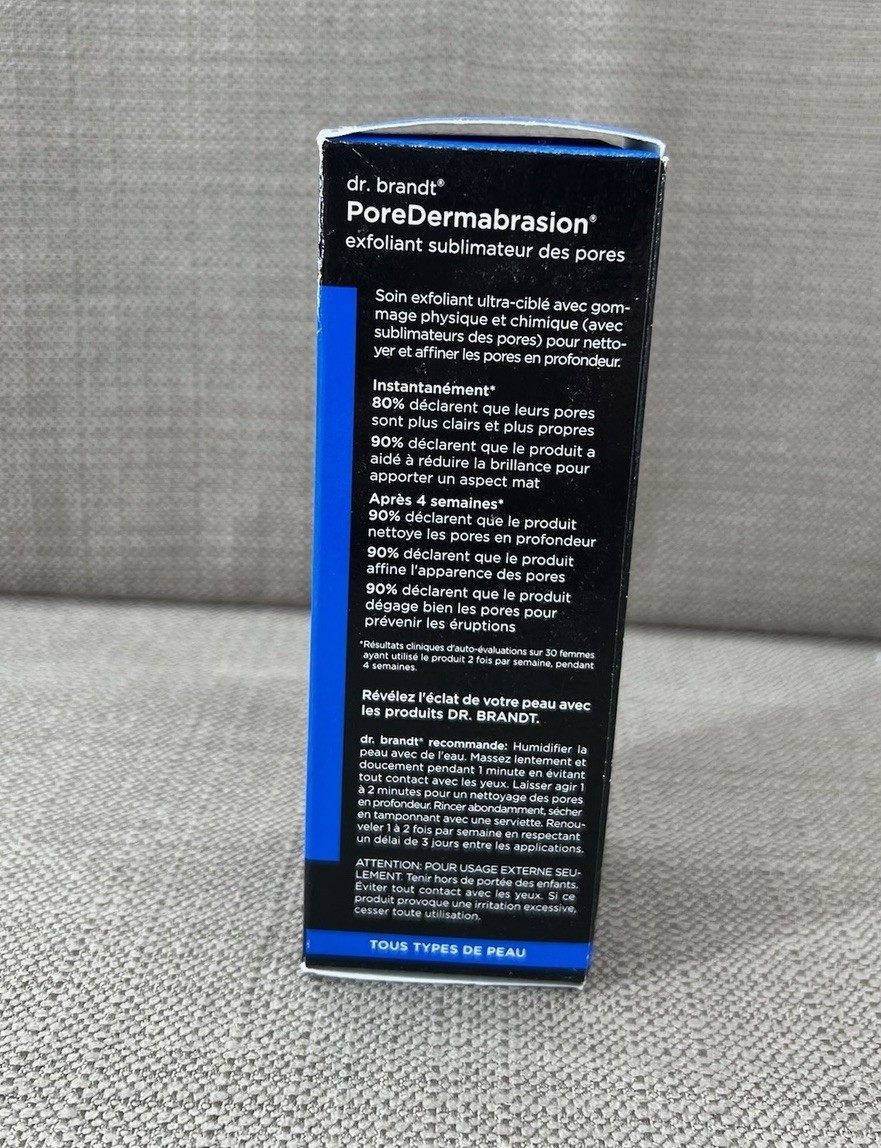 dr. brandt®
PoreDermabrasion®
exfoliant sublimateur des pores
Soin exfoliant ultra-ciblé avec gom-
mage physique et chimique (avec
sublimateurs des pores) pour netto-
yer et affiner les pores en profondeur.
Instantanément*
80% déclarent que leurs pores
sont plus clairs et plus propres
90% déclarent que le produit a
aidé à réduire la brillance pour
apporter un aspect mat
Après 4 semaines*
90% déclarent que le produit
nettoye les pores en profondeur
90% déclarent que le produit
affine l'apparence des pores
90% déclarent que le produit
dégage bien les pores pour
prévenir les éruptions
*Résultats cliniques d'auto-évaluations sur 30 femmes
ayant utilisé le produit 2 fois par semaine, pendant
4 semaines.
Révélez l'éclat de votre peau avec
les produits DR. BRANDT.
dr. brandt® recommande: Humidifier la
peau avec de l'eau. Massez lentement et
doucement pendant 1 minute en évitant
tout contact avec les yeux. Laisser agir 1
à 2 minutes pour un nettoyage des pores
en profondeur. Rincer abondamment, sécher
en tamponnant avec une serviette. Renou-
veler 1 à 2 fois par semaine en respectant
un délai de 3 jours entre les applications.
ATTENTION: POUR USAGE EXTERNE SEU-
LEMENT. Tenir hors de portée des enfants.
Éviter tout contact avec les yeux. Si ce
produit provoque une irritation excessive,
cesser toute utilisation.
TOUS TYPES DE PEAU